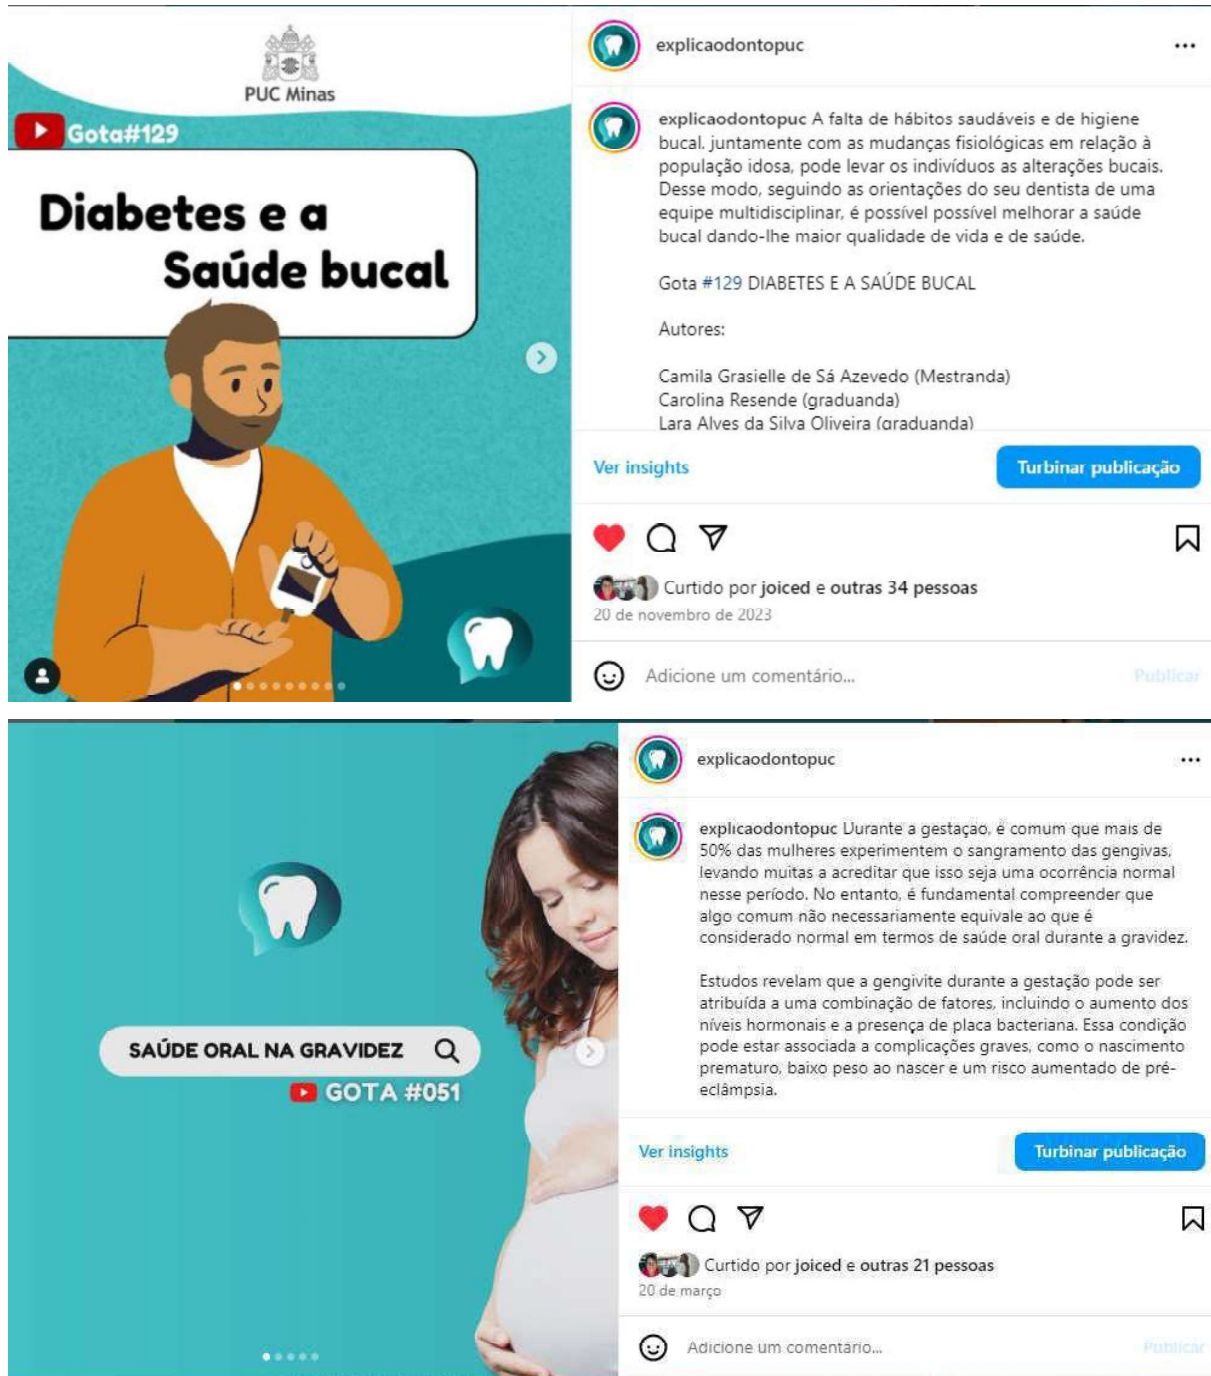 PUC Minas
Gota#129
Diabetes e a
Saúde bucal
explicaodontopuc
explicaodontopuc A falta de hábitos saudáveis e de higiene
bucal, juntamente com as mudanças fisiológicas em relação à
população idosa, pode levar os indivíduos as alterações bucais.
Desse modo, seguindo as orientações do seu dentista de uma
equipe multidisciplinar, é possível possível melhorar a saúde
bucal dando-lhe maior qualidade de vida e de saúde.
Gota #129 DIABETES E A SAÚDE BUCAL
Autores:
Camila Grasielle de Sá Azevedo (Mestranda)
Carolina Resende (graduanda)
Lara Alves da Silva Oliveira (graduanda)
Ver insights
Turbinar publicação
Curtido por joiced e outras 34 pessoas
20 de novembro de 2023
Adicione um comentário...
Publicar
SAÚDE ORAL NA GRAVIDEZ
GOTA #051
explicaodontopuc
explicaodontopuc Durante a gestação, é comum que mais de
50% das mulheres experimentem o sangramento das gengivas,
levando muitas a acreditar que isso seja uma ocorrência normal
nesse período. No entanto, é fundamental compreender que
algo comum não necessariamente equivale ao que é
considerado normal em termos de saúde oral durante a gravidez.
Estudos revelam que a gengivite durante a gestação pode ser
atribuída a uma combinação de fatores, incluindo o aumento dos
níveis hormonais e a presença de placa bacteriana. Essa condição
pode estar associada a complicações graves, como o nascimento
prematuro, baixo peso ao nascer e um risco aumentado de pré-
eclâmpsia.
Ver insights
Turbinar publicação
Curtido por joiced e outras 21 pessoas
20 de março
Adicione um comentário...
Publicar